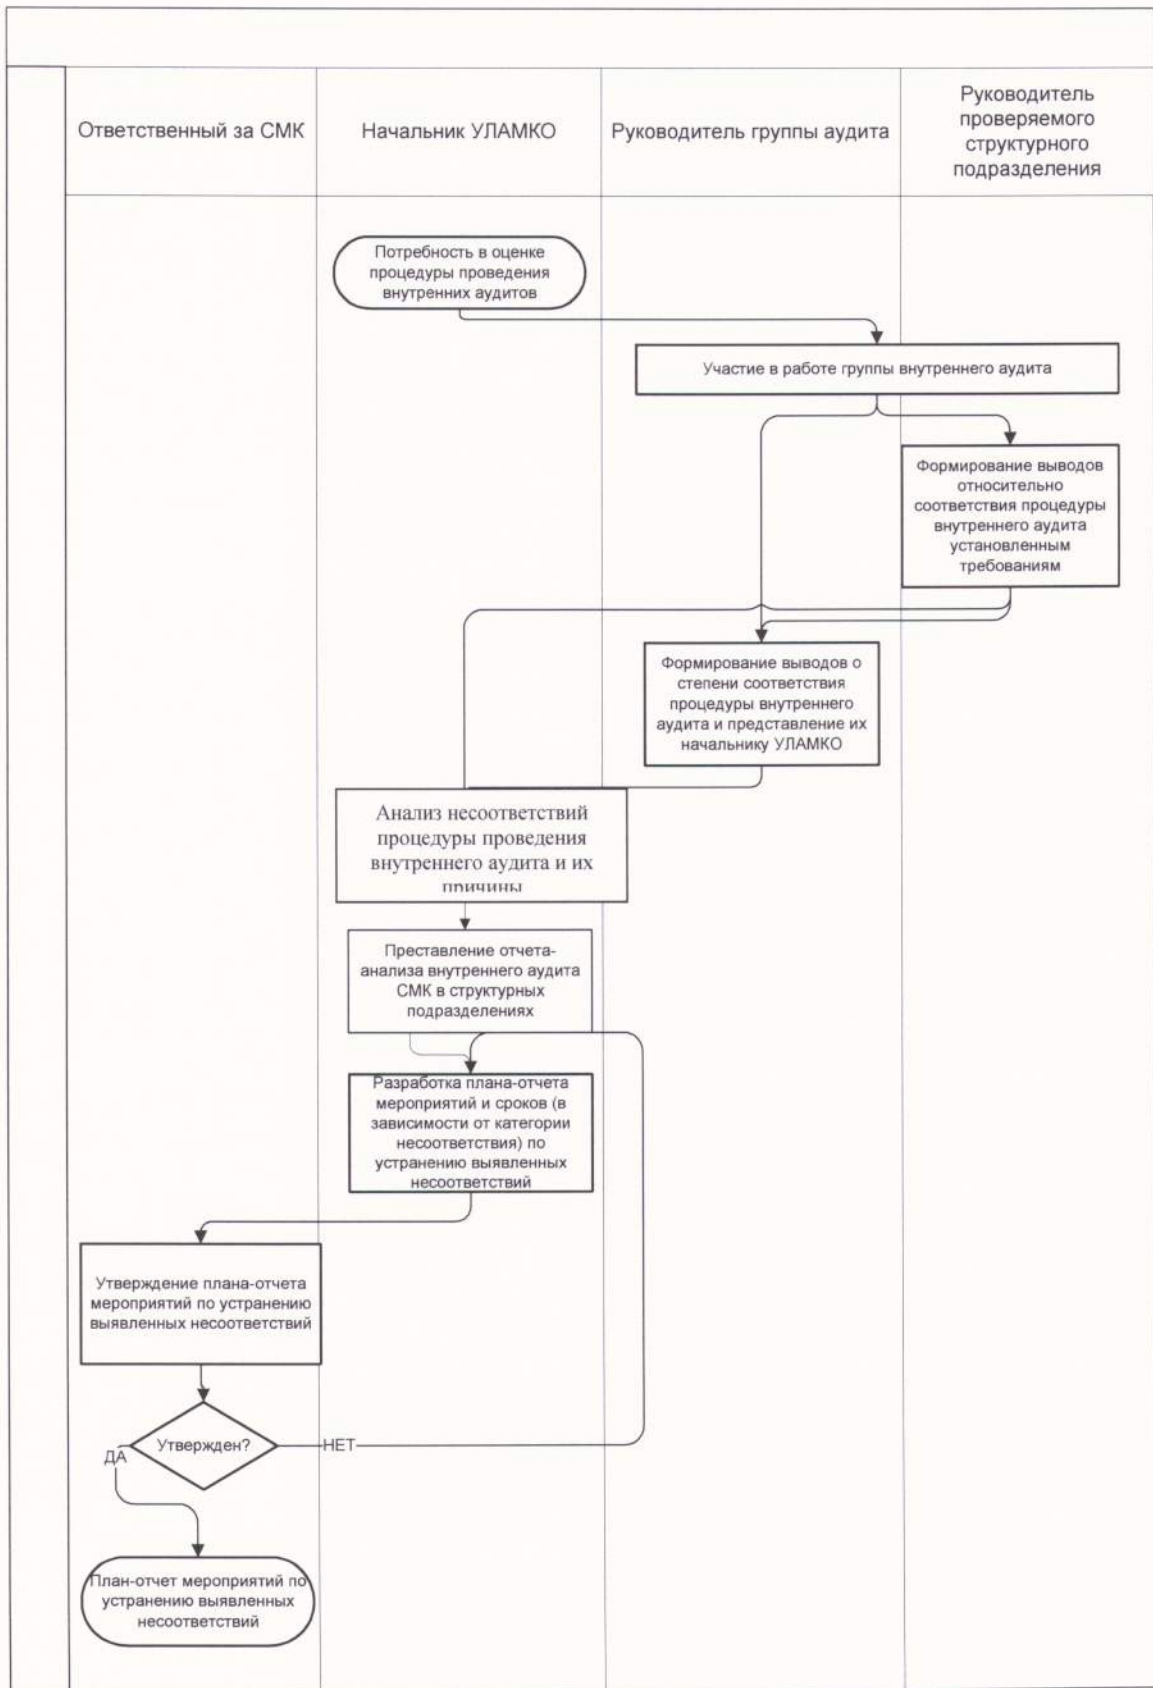 Ответственный за СМК
Начальник УЛАМКО
Руководитель группы аудита
Руководитель
проверяемого
структурного
подразделения
Потребность в оценке
процедуры проведения
внутренних аудитов
Участие в работе группы внутреннего аудита
Формирование выводов
относительно
соответствия процедуры
внутреннего аудита
установленным
требованиям
Формирование выводов о
степени соответствия
процедуры внутреннего
аудита и представление их
начальнику УЛАМКО
Анализ несоответствий
процедуры проведения
внутреннего аудита и их
причины
Преставление отчета-
анализа внутреннего аудита
СМК в структурных
подразделениях
Разработка плана-отчета
мероприятий и сроков (в
зависимости от категории
несоответствия) по
устранению выявленных
несоответствий
Утверждение плана-отчета
мероприятий по устранению
выявленных несоответствий
Утвержден?
НЕТ
ДА
План-отчет мероприятий по
устранению выявленных
несоответствий